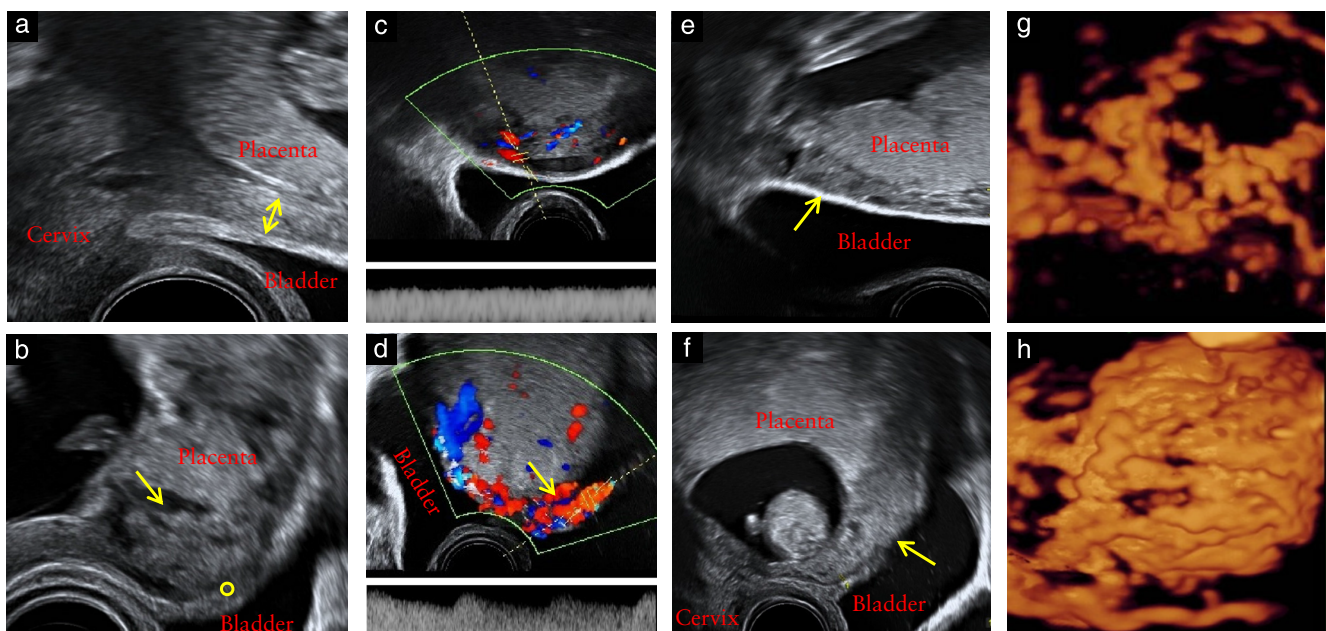 a
Placenta
Cervix
Bladder
b
Placenta
Bladder
c
d
Bladder
e
Placenta
Bladder
f
Placenta
Bladder
Cervix
g
h